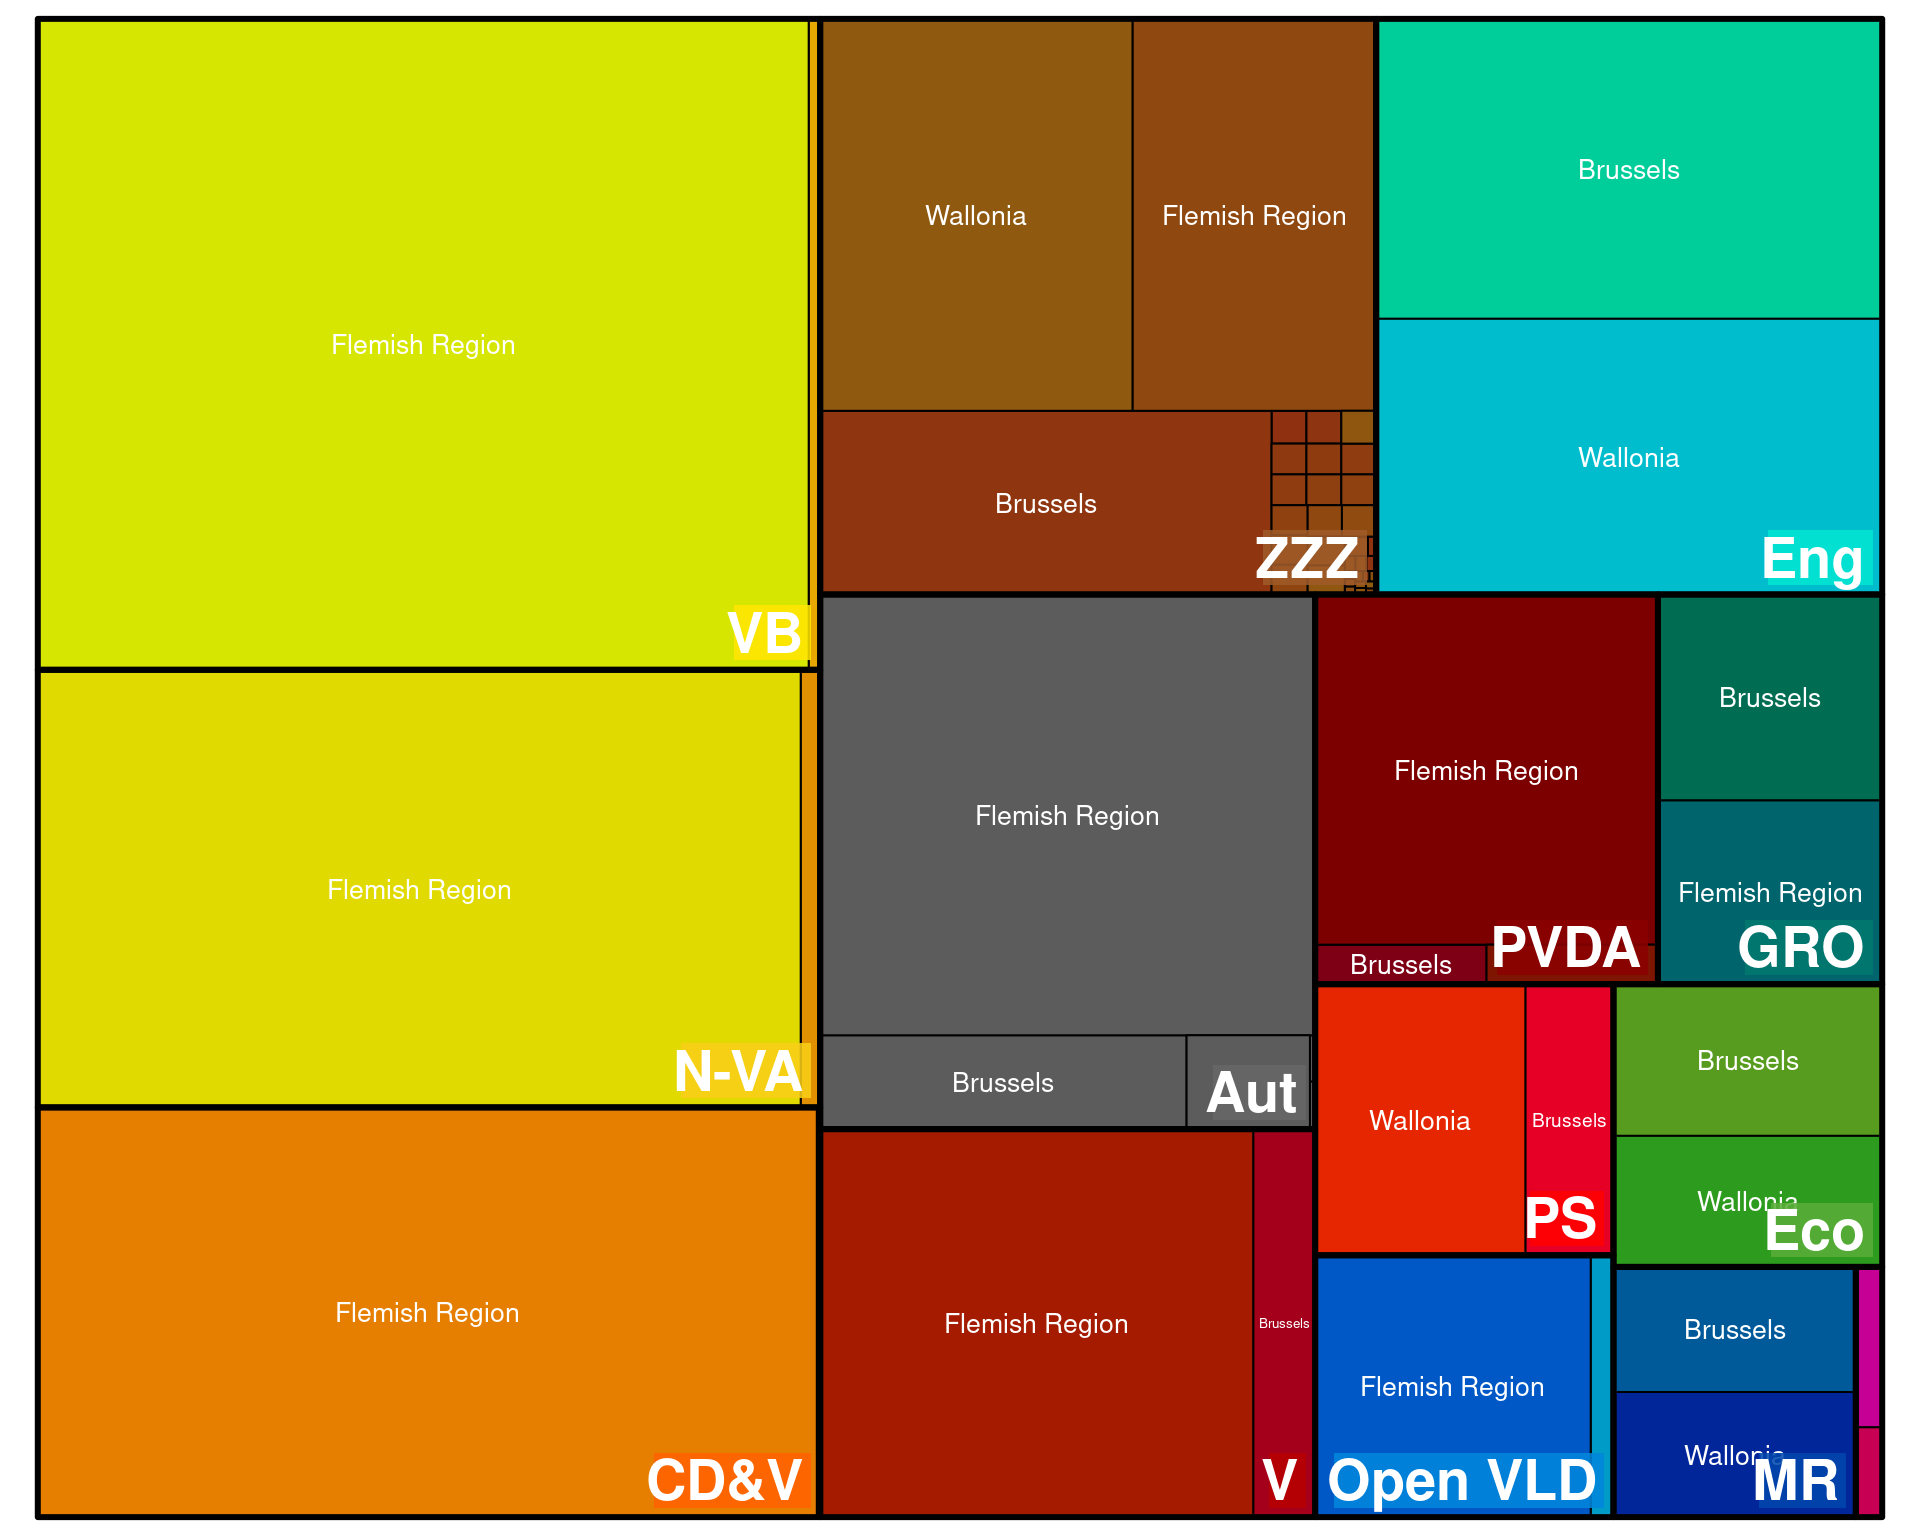 Flemish Region
VB
Flemish Region
N-VA
Flemish Region
CD&V
Wallonia
Flemish Region
Brussels
ZZZ
Brussels
Wallonia
Eng
Flemish Region
Brussels
Aut
Flemish Region
Brussels
V
Flemish Region
Brussels
PVDA
Brussels
Flemish Region
GRO
Wallonia
Brussels
PS
Brussels
Wallonia
Eco
Flemish Region
Open VLD
Brussels
Wallonia
MR